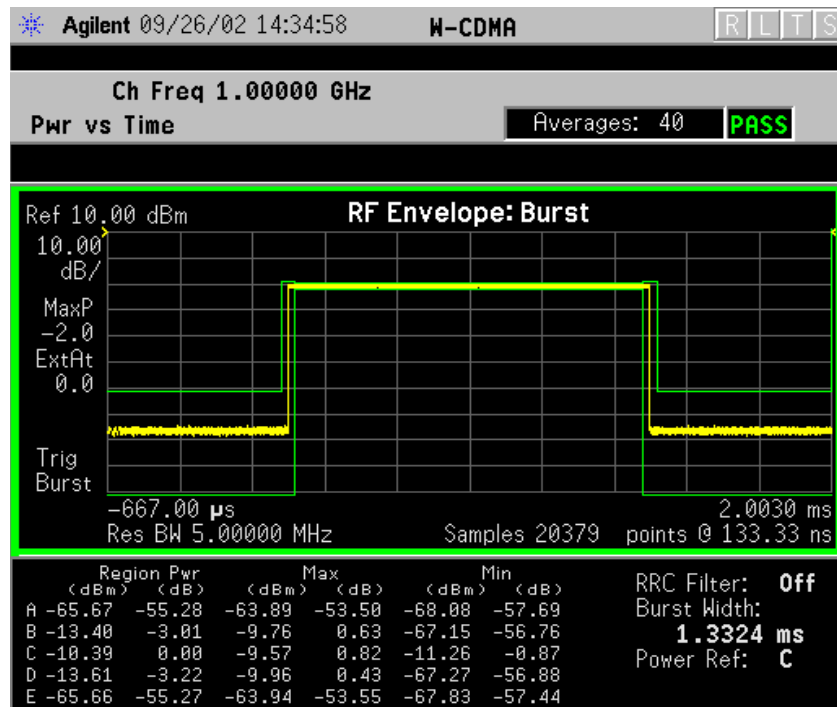 Agilent 09/26/02 14:34:58 W-CDMA R L T S
Ch Freq 1.00000 GHz
Pwr vs Time Averages: 40 PASS
Ref 10.00 dBm RF Envelope: Burst
10.00
dB/
MaxP
-2.0
ExtAt
0.0
Trig
Burst
-667.00 µs 2.0030 ms
Res BW 5.00000 MHz Samples 20379 points @ 133.33 ns
Region Pwr Max Min
(dBm) (dB) (dBm) (dB) (dBm) (dB)
A -65.67 -55.28 -63.89 -53.50 -68.08 -57.69
B -13.40 -3.01 -9.76 0.63 -67.15 -56.76
C -10.39 0.00 -9.57 0.82 -11.26 -0.87
D -13.61 -3.22 -9.96 0.43 -67.27 -56.88
E -65.66 -55.27 -63.94 -53.55 -67.83 -57.44
RRC Filter: Off
Burst Width:
1.3324 ms
Power Ref: C